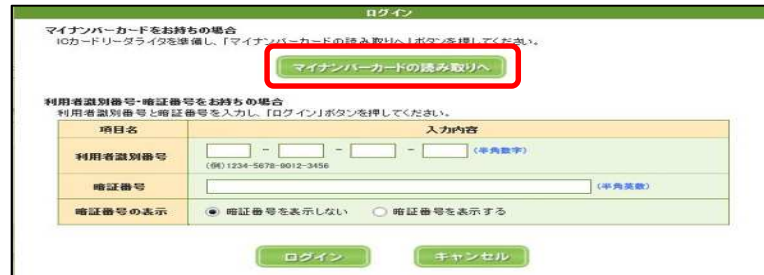 ログイン
マイナンバーカードをお持ちの場合
ICカードリーダライタを準備し、「マイナンバーカードの読み取りへ」ボタンを押してください。
マイナンバーカードの読み取りへ
利用者識別番号・暗証番号をお持ちの場合
利用者識別番号と暗証番号を入力し、「ログイン」ボタンを押してください。
項目名 入力内容
利用者識別番号 - - - (半角数字)
(例)1234-5678-9012-3456
暗証番号 (半角英数)
暗証番号の表示 暗証番号を表示しない 暗証番号を表示する
ログイン キャンセル